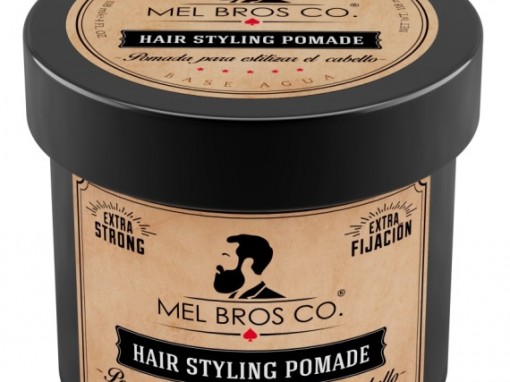 MEL BROS CO.®
HAIR STYLING POMADE
Pomada para estilizar el cabello
BASE AGUA
EXTRA
STRONG
EXTRA
FIJACIÓN
MEL BROS CO.®
HAIR STYLING POMADE
cabello